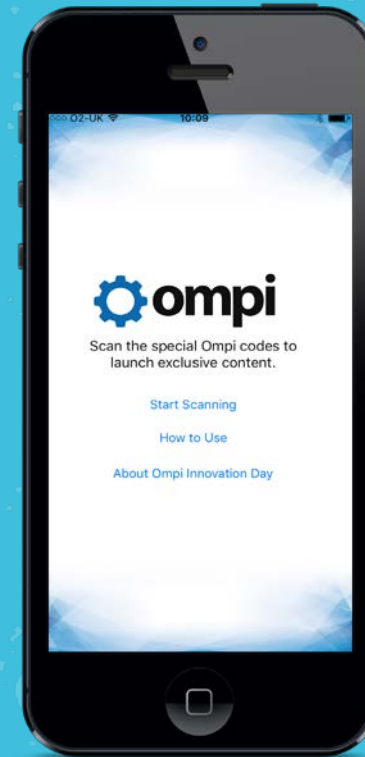 O2-UK 10:09
ompi
Scan the special Ompi codes to
launch exclusive content.
Start Scanning
How to Use
About Ompi Innovation Day